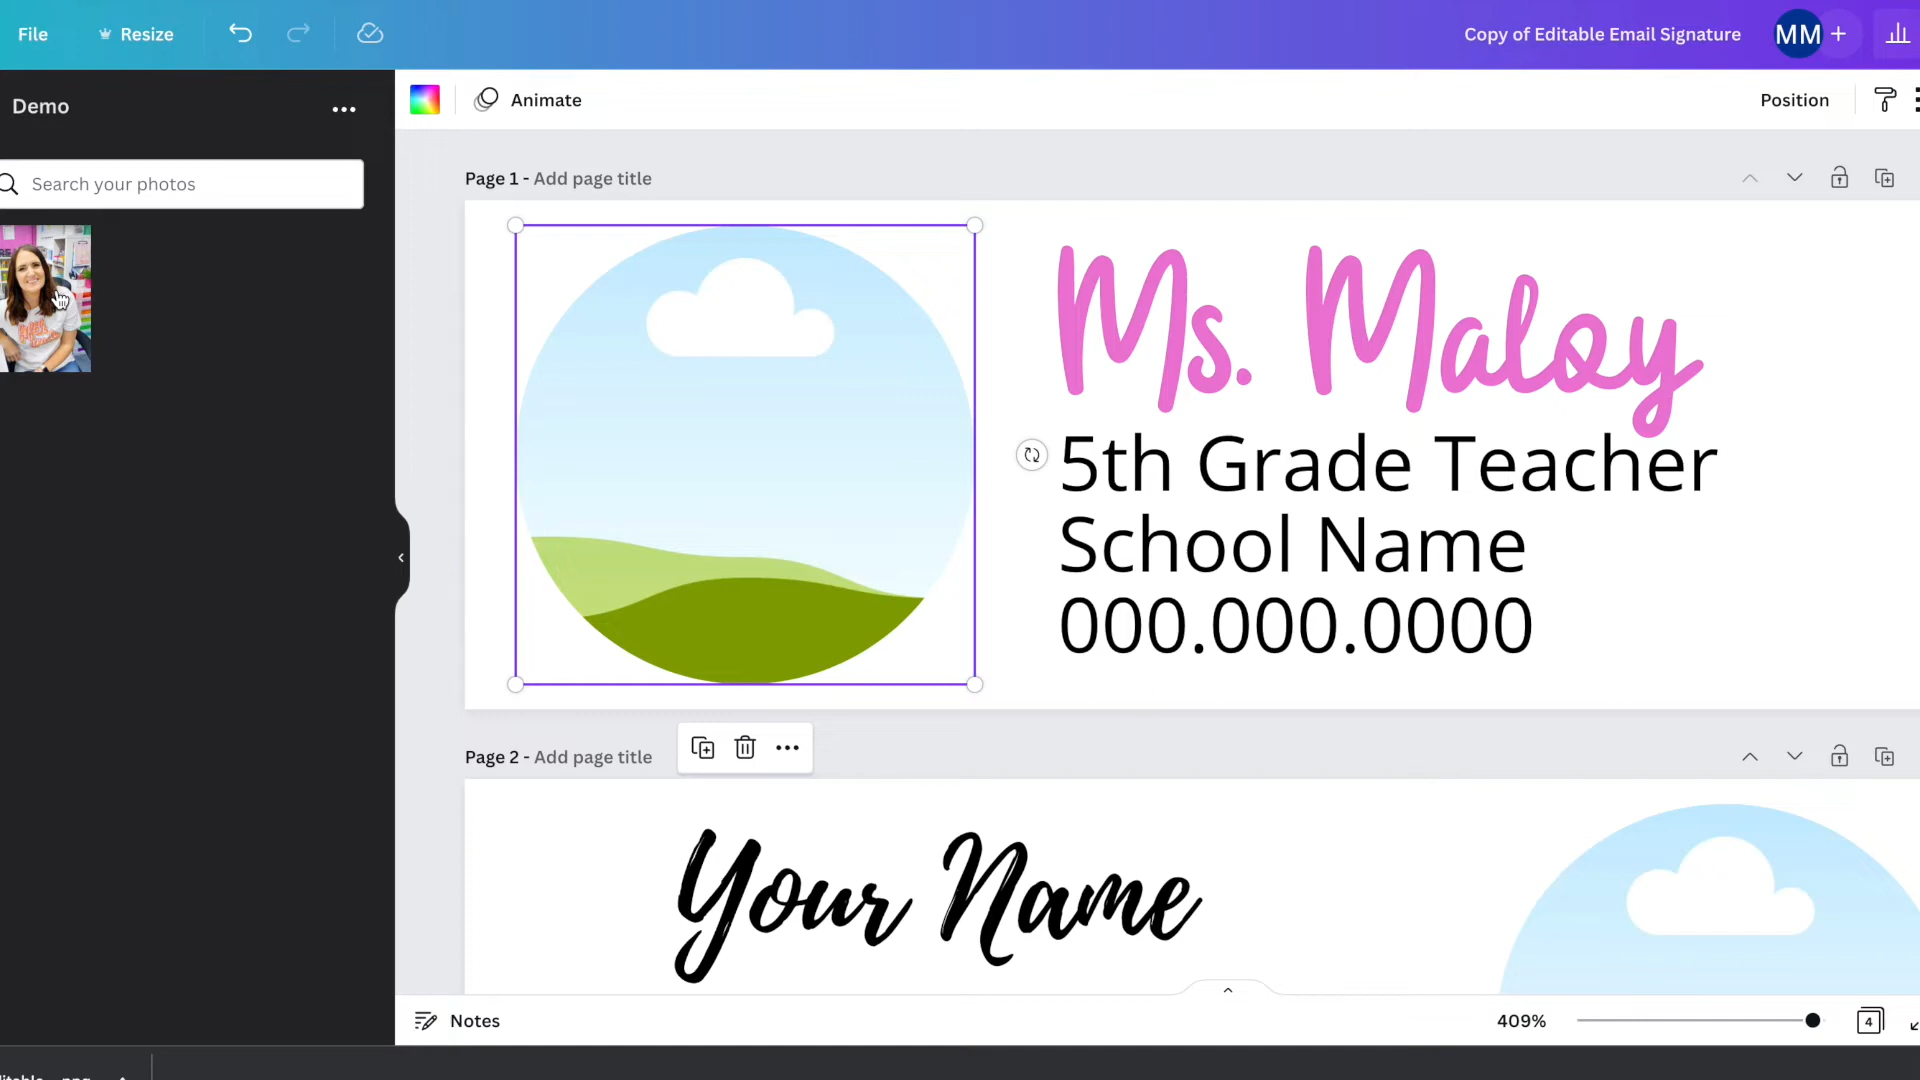 File
Resize
Copy of Editable Email Signature
MM
Demo
Animate
Position
Search your photos
Page 1 - Add page title
Ms. Maloy
5th Grade Teacher
School Name
000.000.0000
Page 2 - Add page title
Your Name
Notes
409%
4